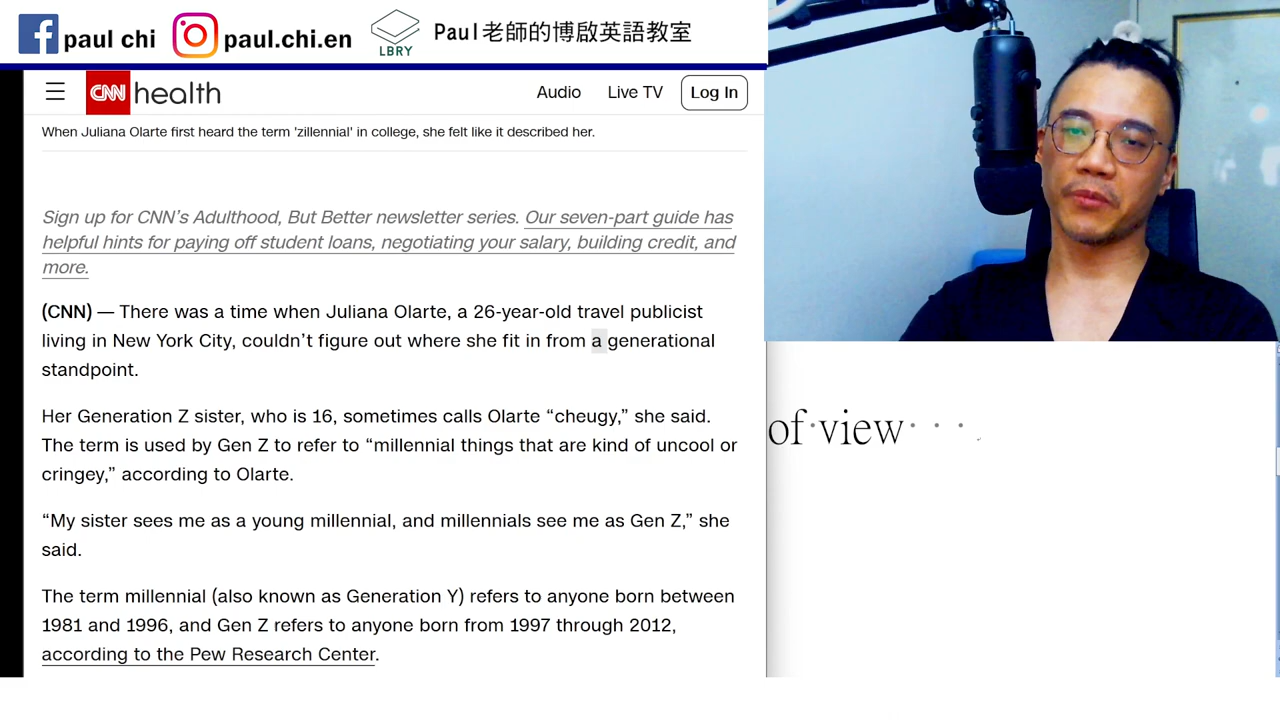 paul chi
paul.chi.en
LBRY
Paul老師的博啟英語教室
CNN health
Audio
Live TV
Log In
When Juliana Olarte first heard the term 'zillennial' in college, she felt like it described her.
Sign up for CNN’s Adulthood, But Better newsletter series. Our seven-part guide has
helpful hints for paying off student loans, negotiating your salary, building credit, and
more.
(CNN) — There was a time when Juliana Olarte, a 26-year-old travel publicist
living in New York City, couldn’t figure out where she fit in from a generational
standpoint.
Her Generation Z sister, who is 16, sometimes calls Olarte “cheugy,” she said.
The term is used by Gen Z to refer to “millennial things that are kind of uncool or
cringey,” according to Olarte.
“My sister sees me as a young millennial, and millennials see me as Gen Z,” she
said.
The term millennial (also known as Generation Y) refers to anyone born between
1981 and 1996, and Gen Z refers to anyone born from 1997 through 2012,
according to the Pew Research Center.
of view